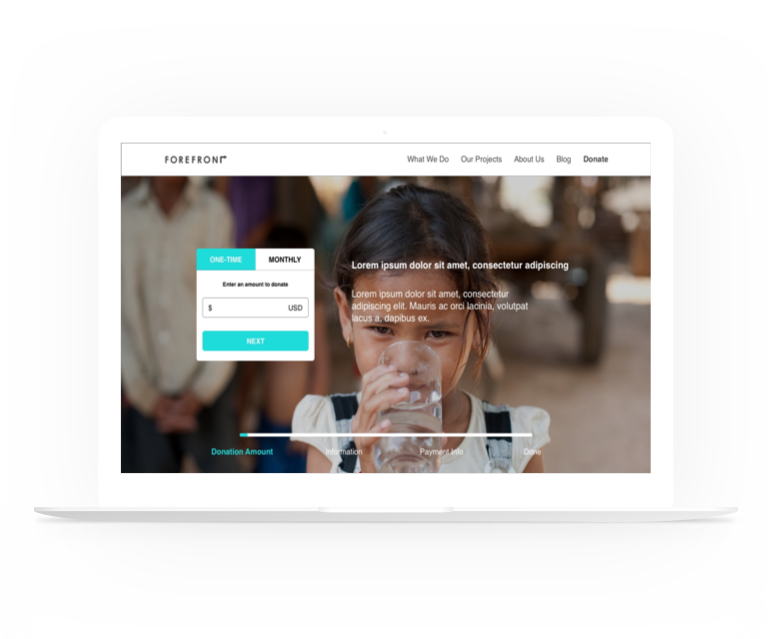 FOREFRONT
What We Do Our Projects About Us Blog Donate
ONE-TIME MONTHLY
Enter an amount to donate
$ USD
NEXT
Lorem ipsum dolor sit amet, consectetur adipiscing
Lorem ipsum dolor sit amet, consectetur
adipiscing elit. Mauris ac orci lacinia, volutpat
lacus a, dapibus ex.
Donation Amount Information Payment Info Done